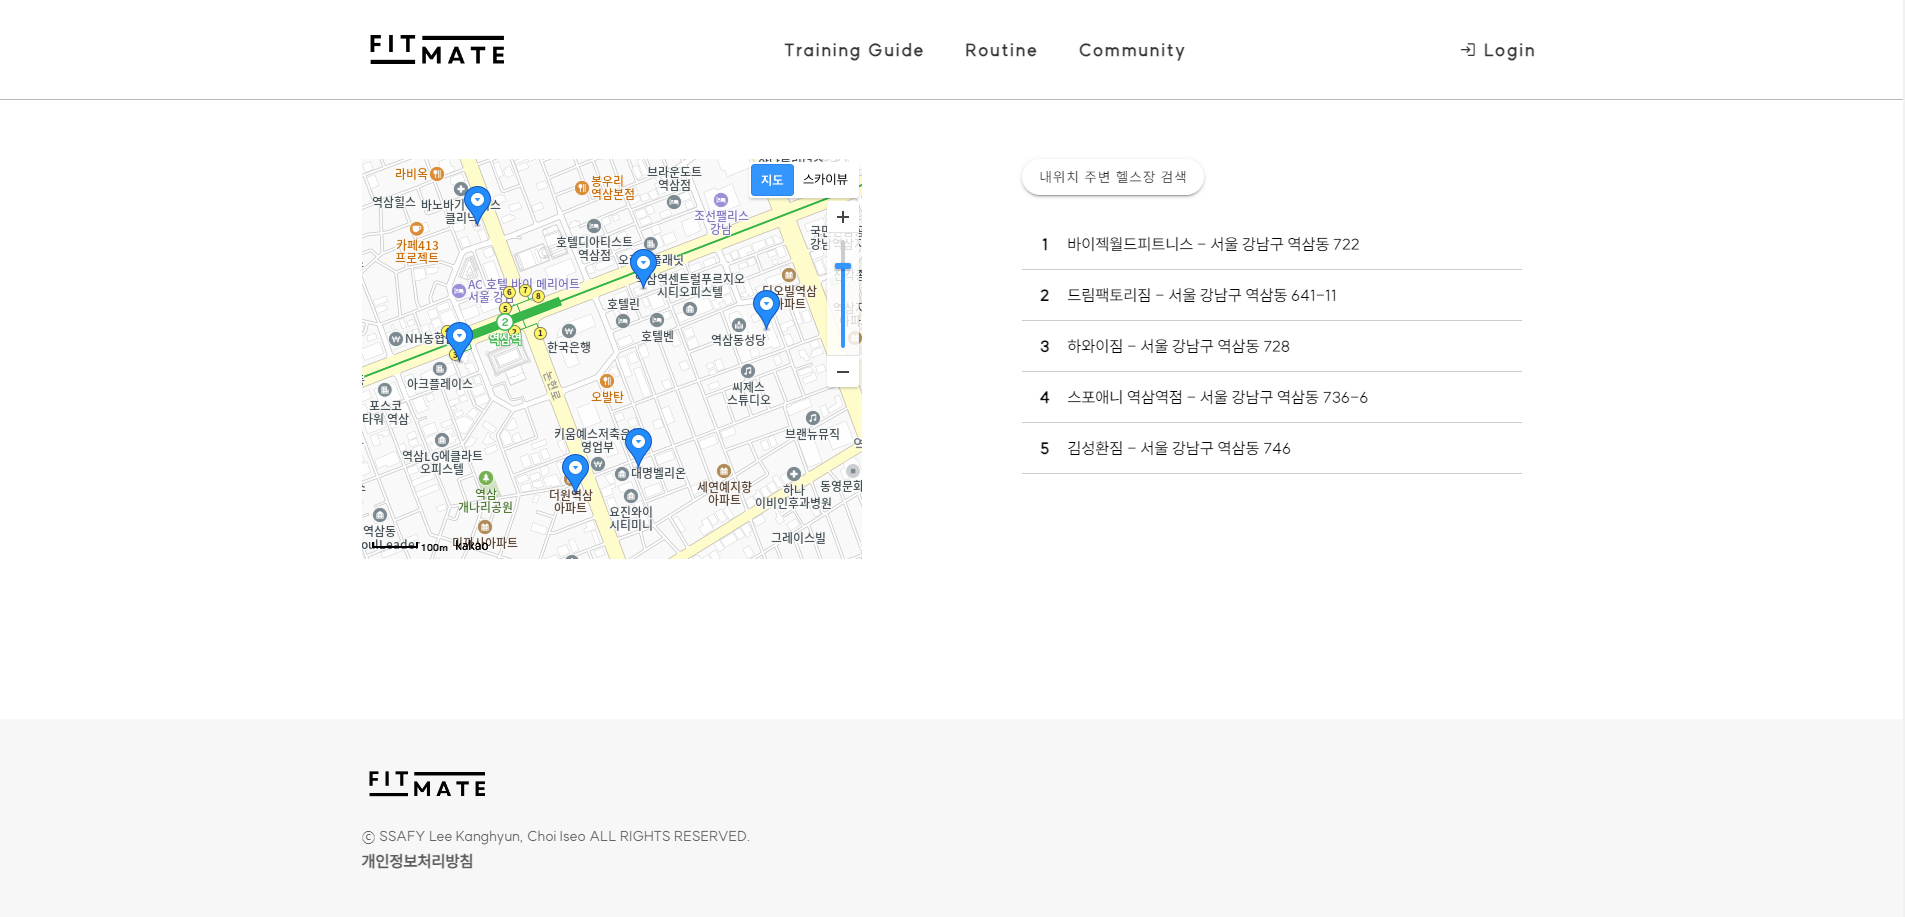 FIT MATE
Training Guide
Routine
Community
Login
라비옥
봉우리
역삼본점
브라운도트
역삼점
지도
스카이뷰
역삼힐스
클리닉
조선팰리스
강남
카페413
프로젝트
호텔디아티스트
역삼점
역삼역센트럴푸르지오
시티오피스텔
AC 호텔 바이 메리어트
서울 강남
호텔린
6
7
8
5
2
2
1
3
역삼역
NH농협
한국은행
호텔벤
역삼동성당
아크플레이스
논현로
오발탄
씨제스
스튜디오
포스코
타워 역삼
브랜뉴뮤직
키움예스저축은
영업부
역삼LG에클라트
오피스텔
대명벨리온
역삼
개나리공원
더원역삼
아파트
세연예지향
아파트
하나
이비인후과병원
동영문화
요진와이
시티미니
역삼동
그레이스빌
100m
kakao
내위치 주변 헬스장 검색
1 바이젝월드피트니스 - 서울 강남구 역삼동 722
2 드림팩토리짐 - 서울 강남구 역삼동 641-11
3 하와이짐 - 서울 강남구 역삼동 728
4 스포애니 역삼역점 - 서울 강남구 역삼동 736-6
5 김성환짐 - 서울 강남구 역삼동 746
FIT MATE
© SSAFY Lee Kanghyun, Choi Iseo ALL RIGHTS RESERVED.
개인정보처리방침